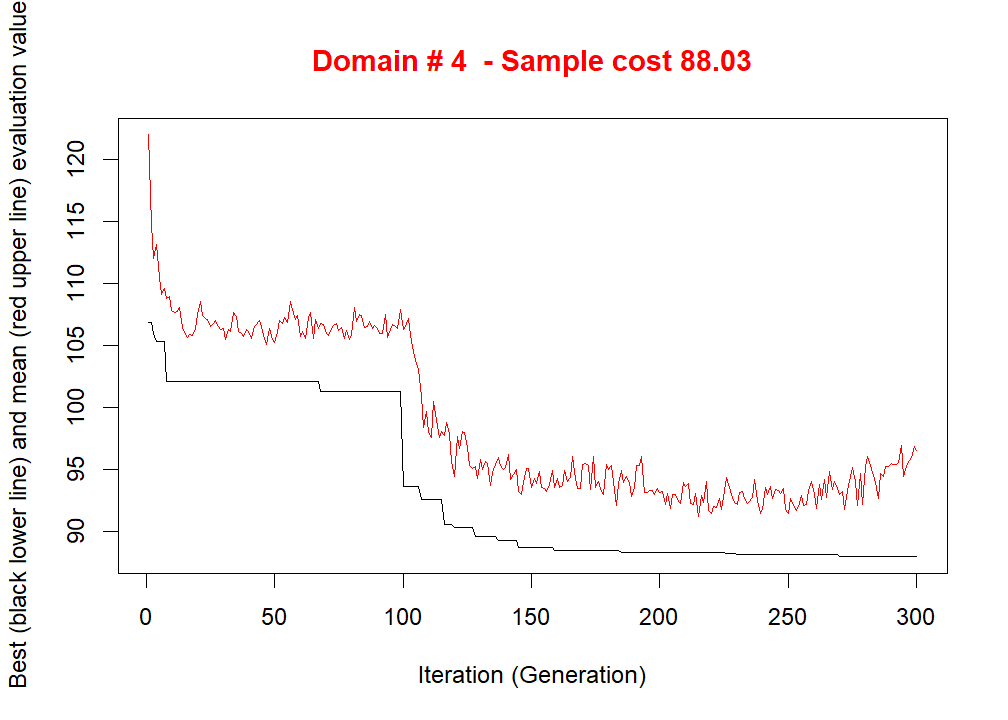 Domain # 4  - Sample cost 88.03
Best (black lower line) and mean (red upper line) evaluation value
120
115
110
105
100
95
90
0 50 100 150 200 250 300
Iteration (Generation)